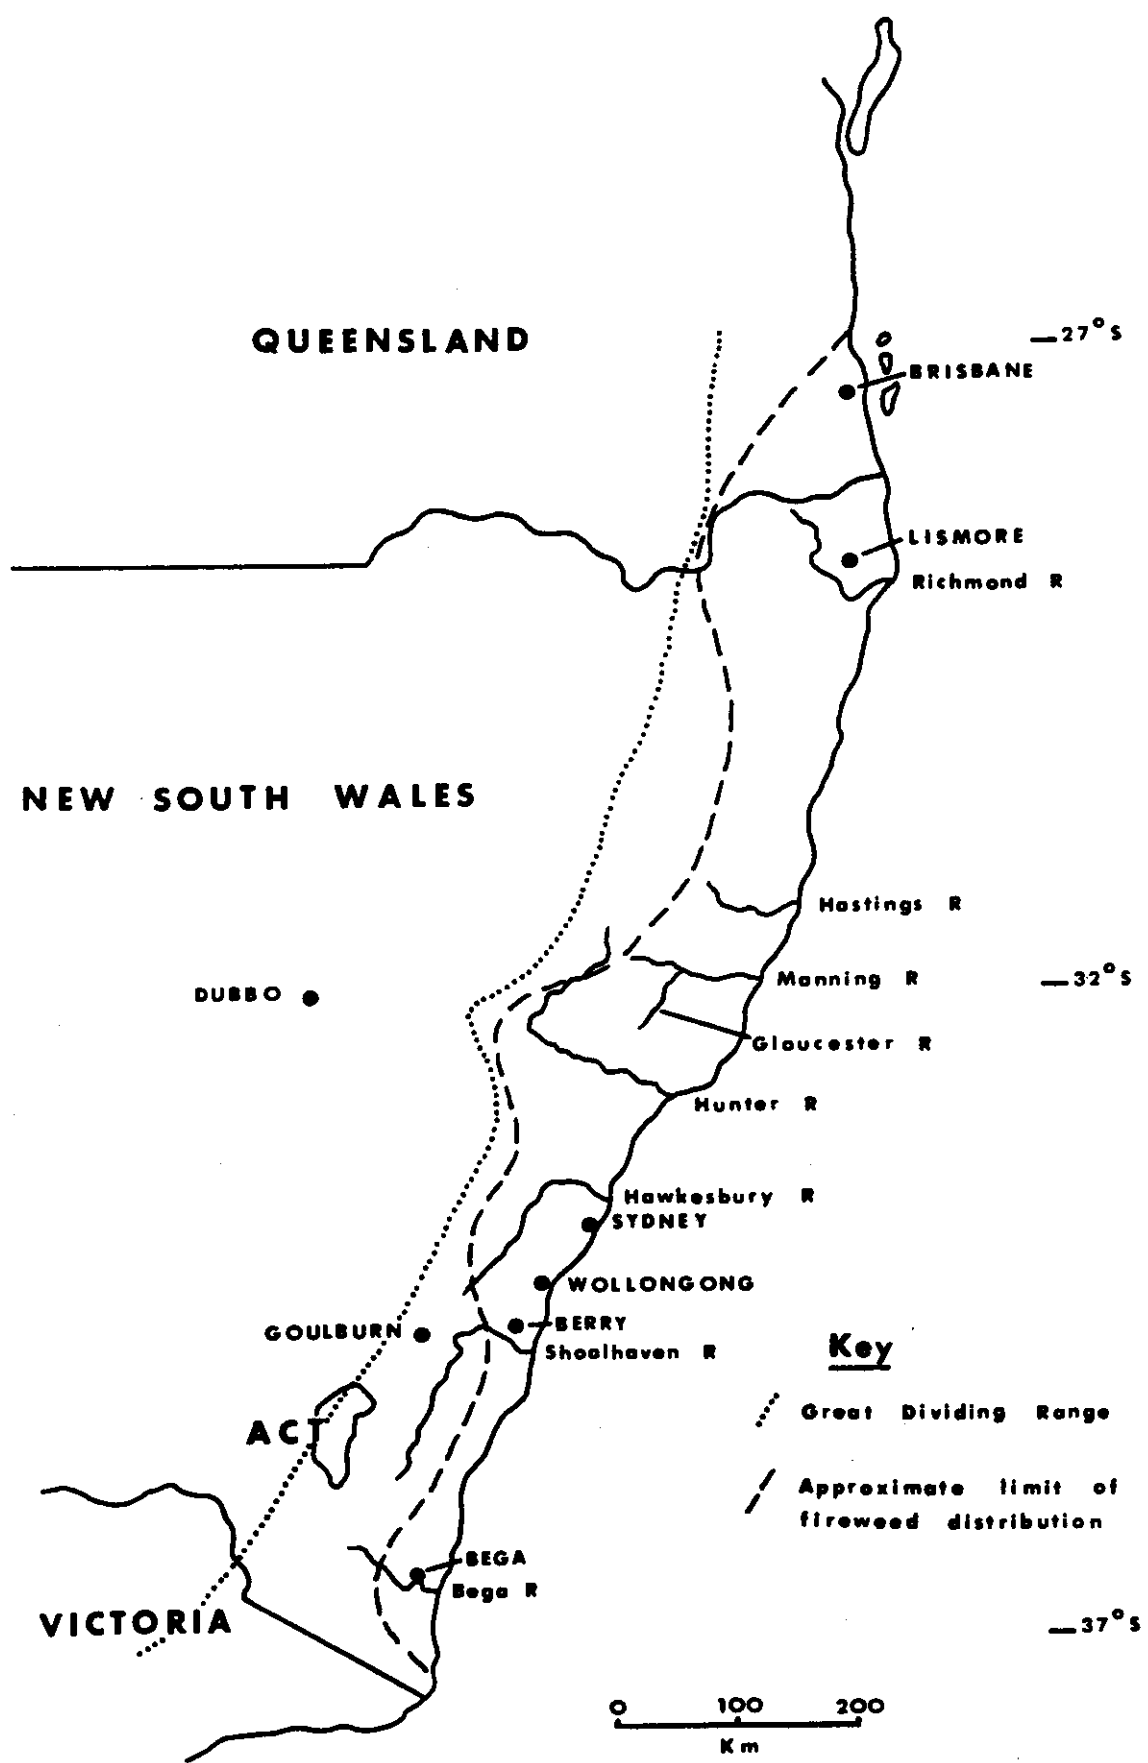 QUEENSLAND
27°S
BRISBANE
LISMORE
Richmond R
NEW SOUTH WALES
Hastings R
DUBBO
Manning R
32°S
Gloucester R
Hunter R
Hawkesbury R
SYDNEY
WOLLONGONG
GOULBURN
BERRY
Shoalhaven R
Key
ACT
Great Dividing Range
Approximate limit of
fireweed distribution
BEGA
Bega R
VICTORIA
37°S
0 100 200
Km